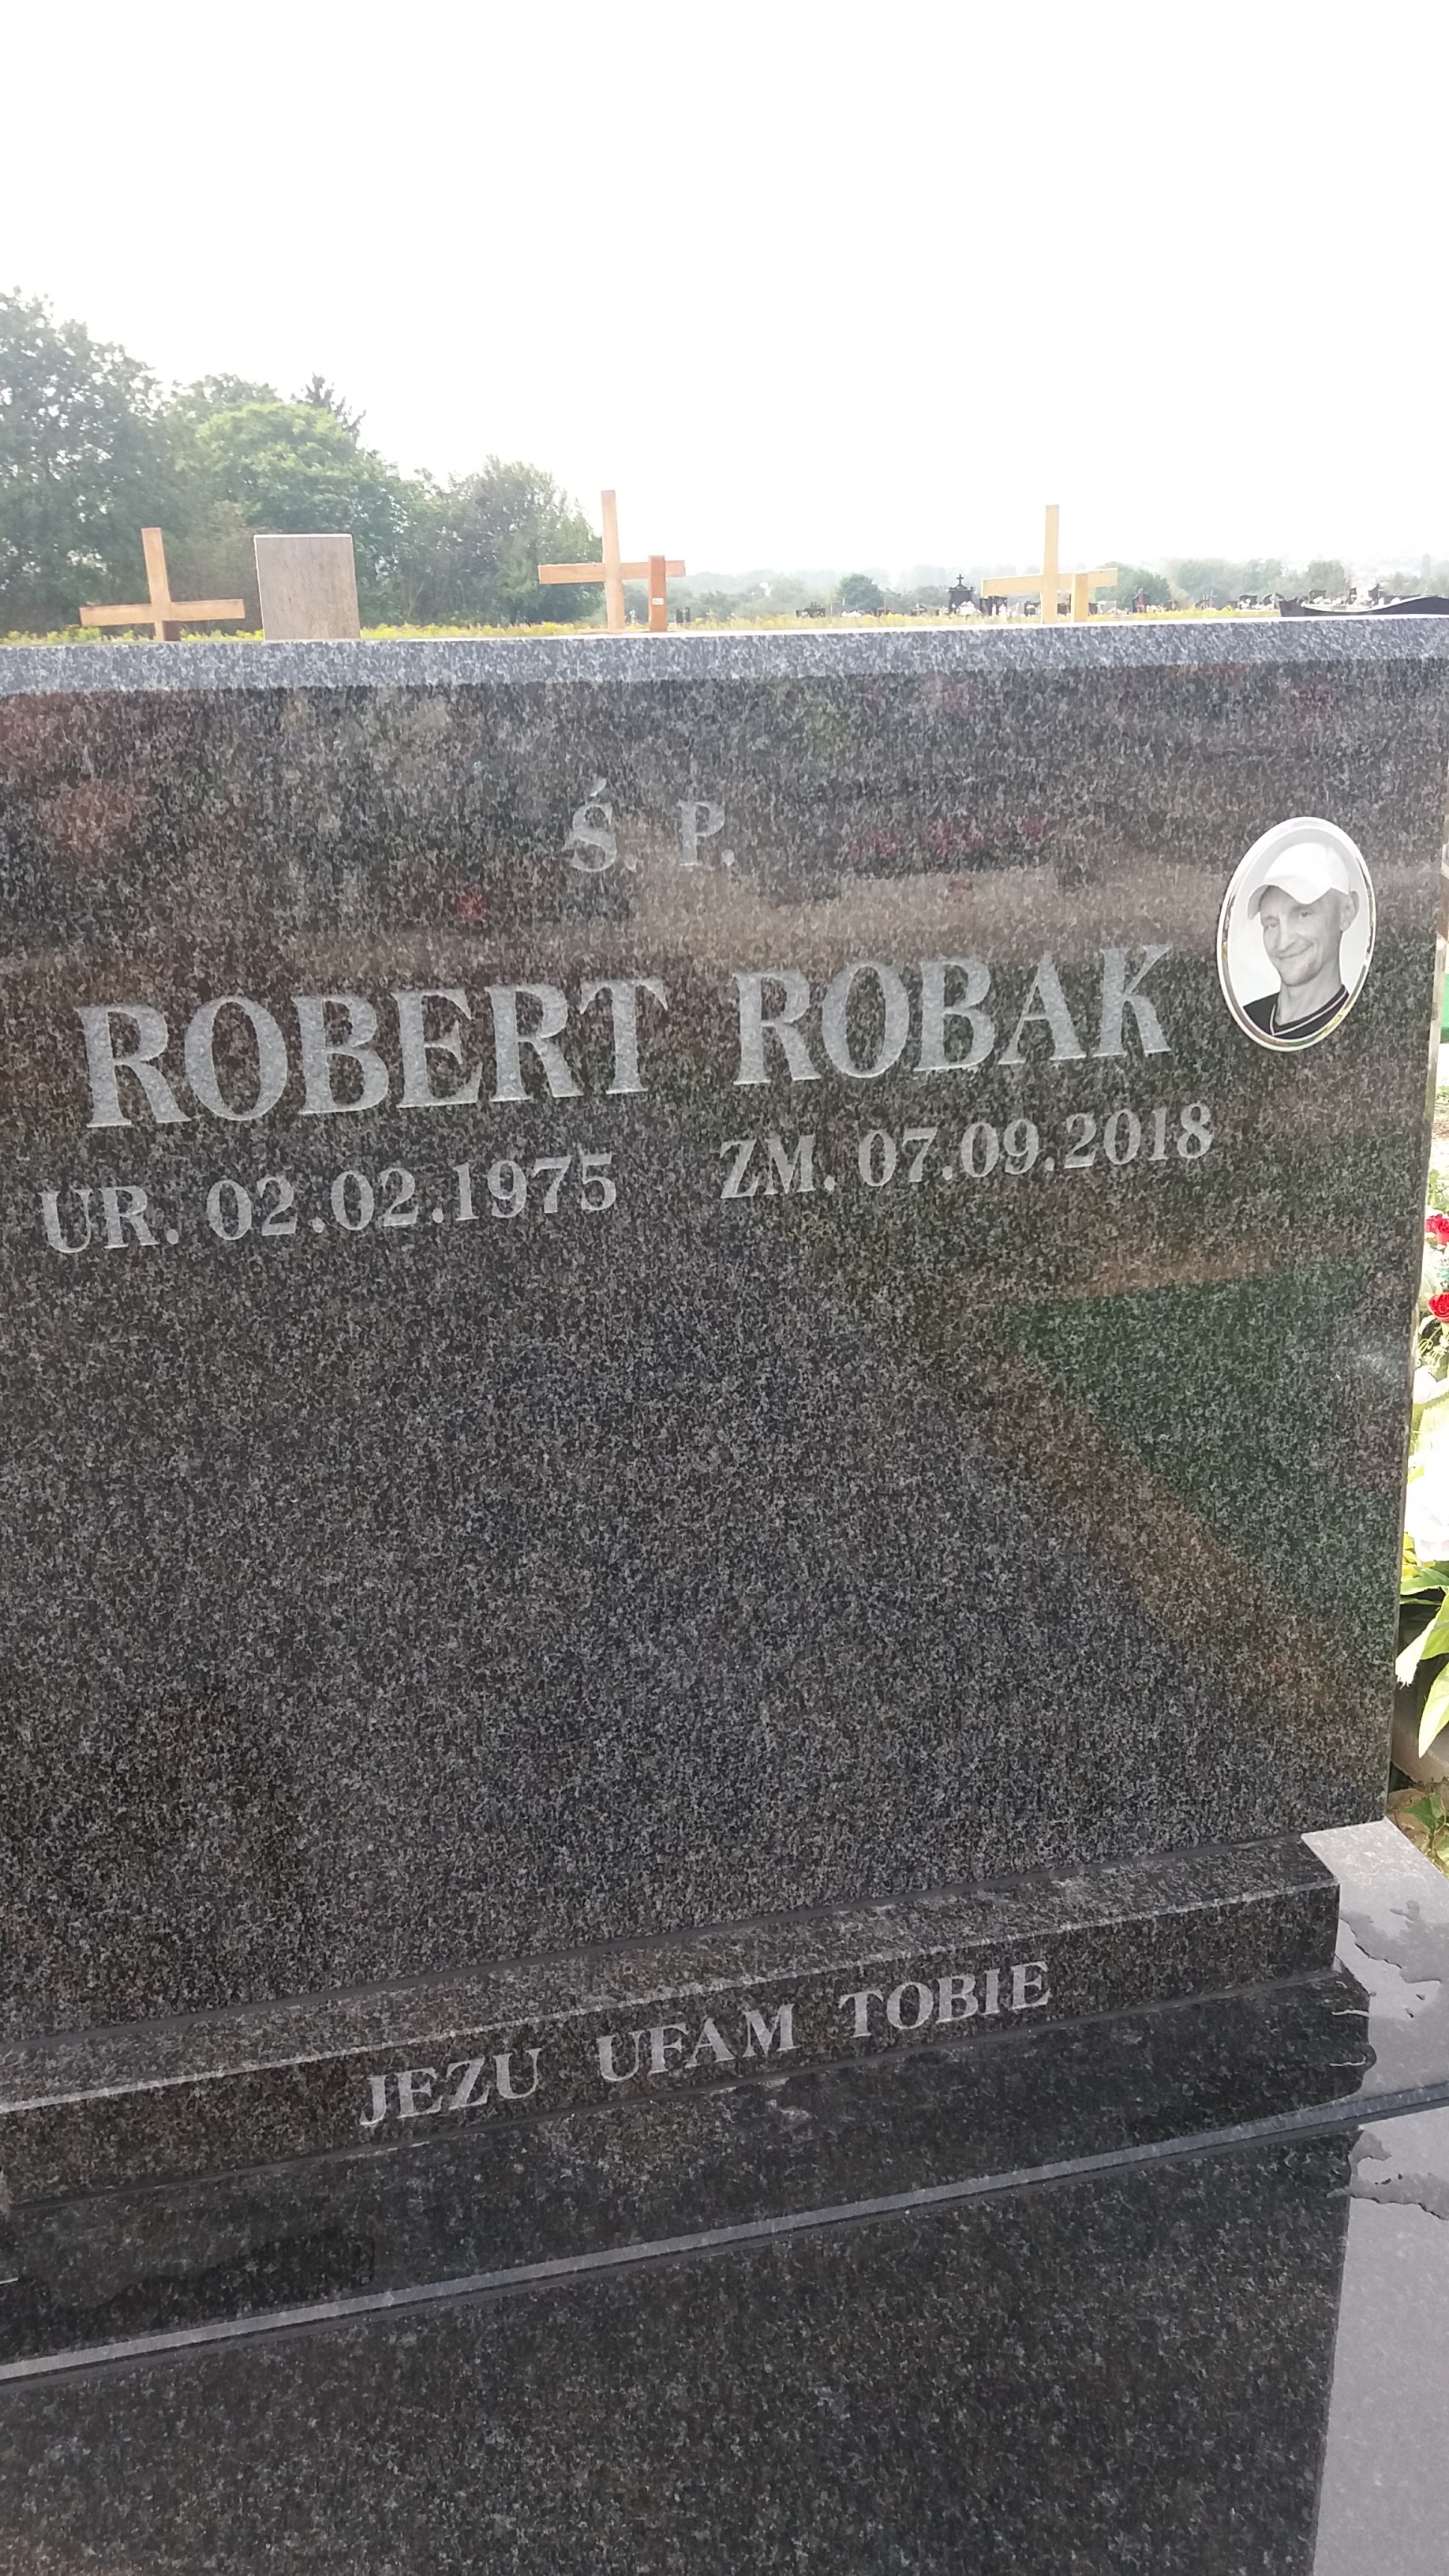 Ś. P.
ROBERT ROBAK
UR. 02.02.1975 ZM. 07.09.2018
JEZU UFAM TOBIE